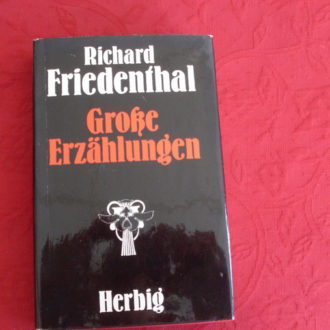 Richard
Friedenthal
Große
Erzählungen
Herbig